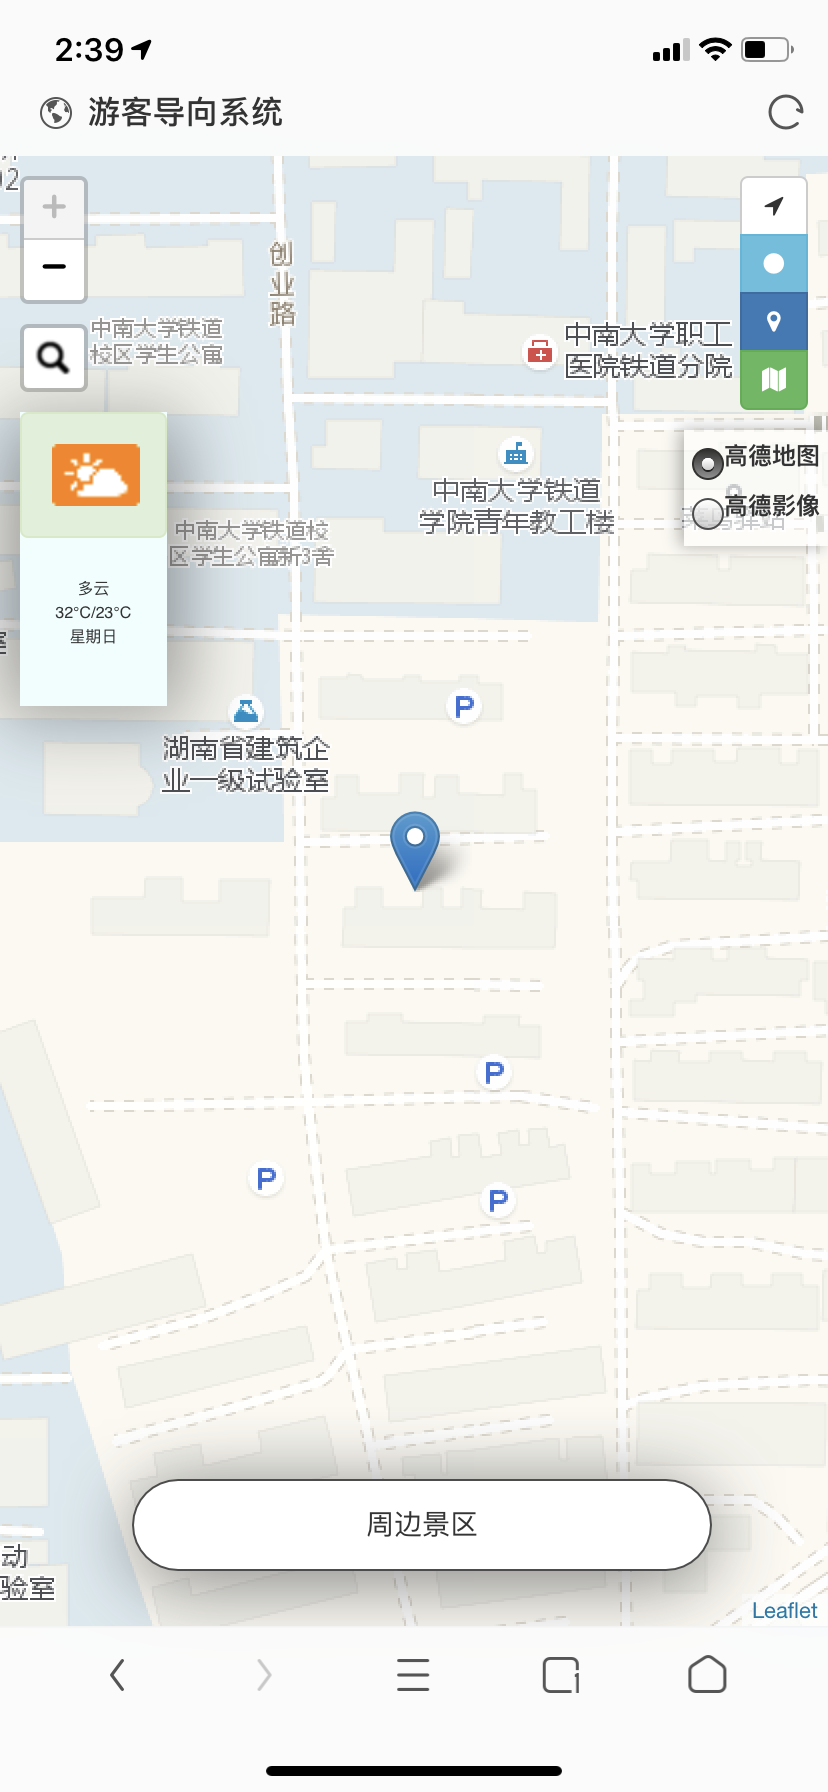 2:39
游客导向系统
02
+
创
业
路
−
中南大学铁道
校区学生公寓
中南大学职工
医院铁道分院
高德地图
高德影像
中南大学铁道
学院青年教工楼
中南大学铁道校
区学生公寓新3舍
多云
32°C/23°C
星期日
室
P
湖南省建筑企
业一级试验室
P
P
P
周边景区
动
验室
Leaflet
1